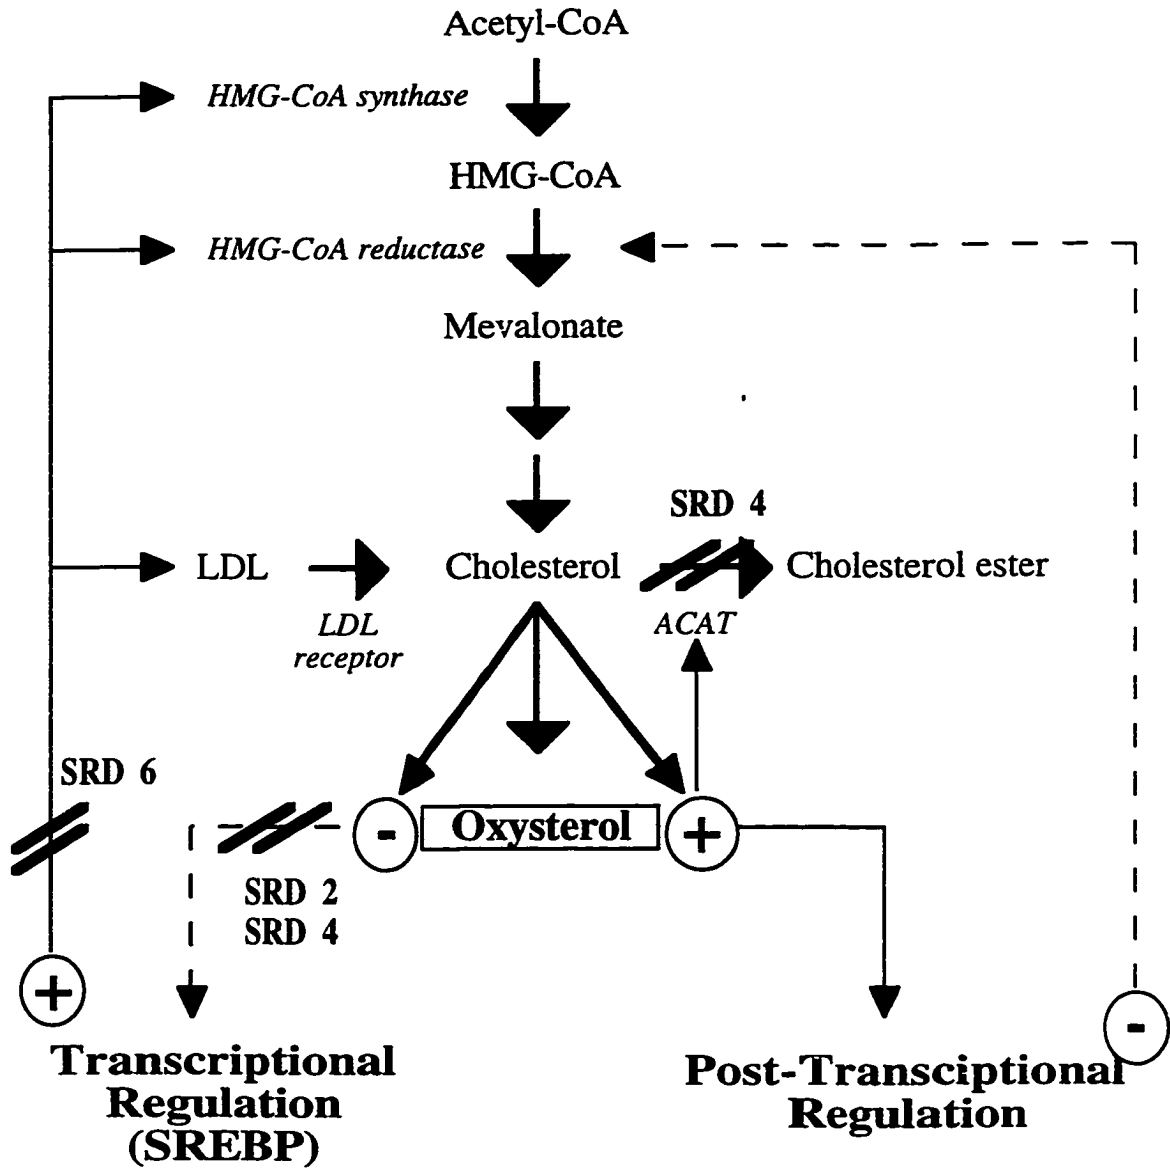 Acetyl-CoA
HMG-CoA synthase
HMG-CoA
HMG-CoA reductase
Mevalonate
SRD 4
LDL
Cholesterol
Cholesterol ester
LDL
receptor
ACAT
SRD 6
-
Oxysterol
+
SRD 2
SRD 4
+
-
Transcriptional
Regulation
(SREBP)
Post-Transciptional
Regulation